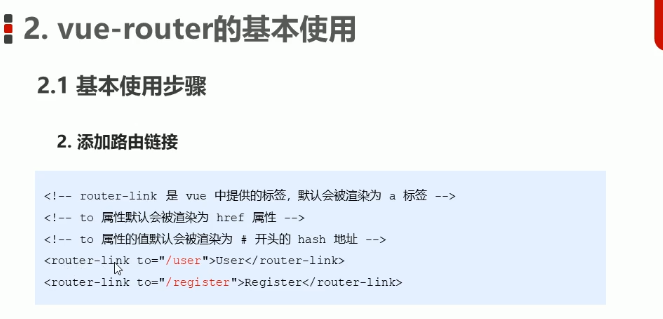 2. vue-router的基本使用
2.1 基本使用步骤
2. 添加路由链接
<!-- router-link 是 vue 中提供的标签，默认会被渲染为 a 标签 -->
<!-- to 属性默认会被渲染为 href 属性 -->
<!-- to 属性的值默认会被渲染为 # 开头的 hash 地址 -->
<router-link to="/user">User</router-link>
<router-link to="/register">Register</router-link>